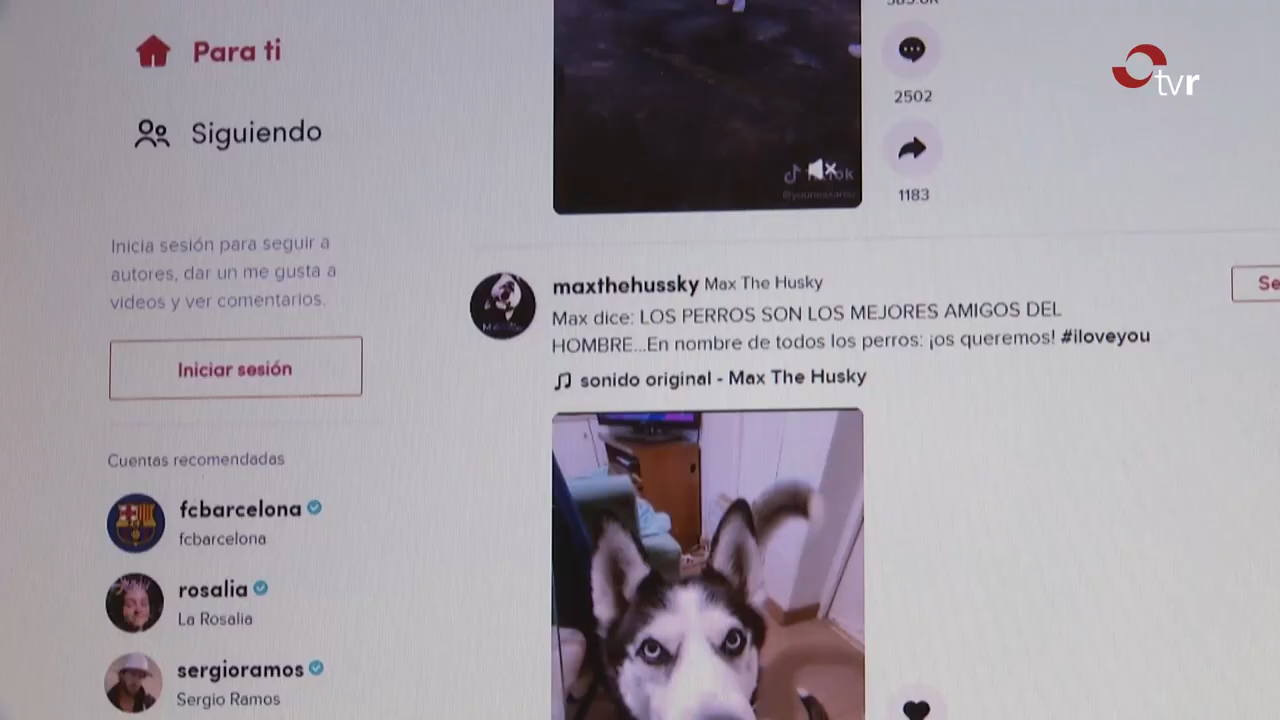 Para ti
Siguiendo
Inicia sesión para seguir a
autores, dar un me gusta a
videos y ver comentarios.
Iniciar sesión
Cuentas recomendadas
fcbarcelona
fcbarcelona
rosalia
La Rosalia
sergioramos
Sergio Ramos
2502
1183
maxthehussky Max The Husky
Max dice: LOS PERROS SON LOS MEJORES AMIGOS DEL
HOMBRE...En nombre de todos los perros: ¡os queremos! #iloveyou
sonido original - Max The Husky
Se
tvr